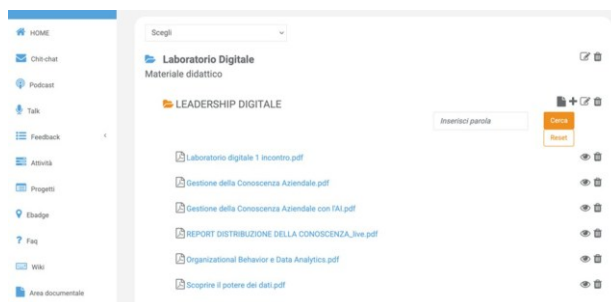 HOME
Chit-chat
Podcast
Talk
Feedback
Attività
Progetti
Ebadge
Faq
Wiki
Area documentale
Scegli
Laboratorio Digitale
Materiale didattico
LEADERSHIP DIGITALE
Inserisci parola
Cerca
Reset
Laboratorio digitale 1 incontro.pdf
Gestione della Conoscenza Aziendale.pdf
Gestione della Conoscenza Aziendale con l'AI.pdf
REPORT DISTRIBUZIONE DELLA CONOSCENZA_live.pdf
Organizational Behavior e Data Analytics.pdf
Scoprire il potere dei dati.pdf